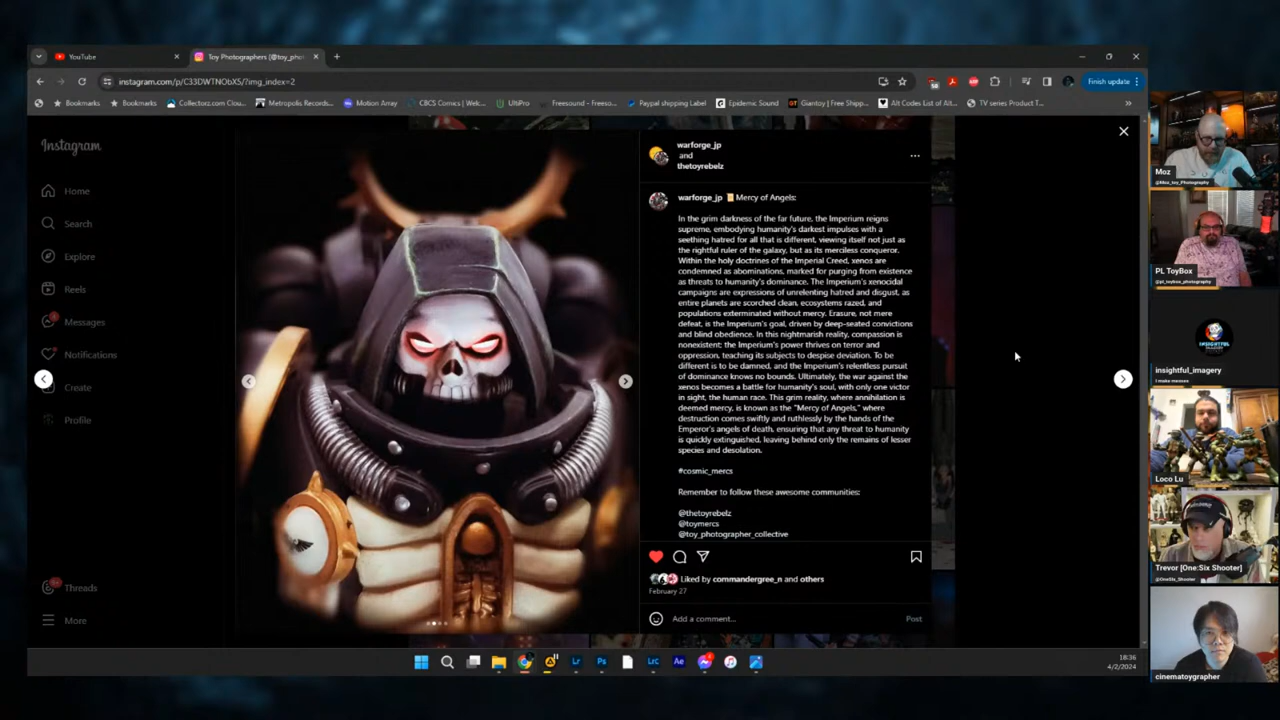 YouTube
Toy Photographers (@toy_phot
instagram.com/p/C33DWTNObXS/?img_index=2
Finish update
Bookmarks
Bookmarks
Collectorz.com Clou...
Metropolis Records...
Motion Array
CBCS Comics | Welc...
UltiPro
Freesound - Freeso...
Paypal shipping Label
Epidemic Sound
Giantoy | Free Shipp...
Alt Codes List of Alt...
TV series Product T...
Instagram
Home
Search
Explore
Reels
Messages
Notifications
Create
Profile
Threads
More
warforge_jp
and
thetoyrebelz
warforge_jp Mercy of Angels:
In the grim darkness of the far future, the Imperium reigns
supreme, embodying humanity's darkest impulses with a
seething hatred for all that is different, viewing itself not just as
the rightful ruler of the galaxy, but as its merciless conqueror.
Within the holy doctrines of the Imperial Creed, xenos are
condemned as abominations, marked for purging from existence
as threats to humanity's dominance. The Imperium's xenocidal
campaigns are expressions of unrelenting hatred and disgust, as
entire planets are scorched clean, ecosystems razed, and
populations exterminated without mercy. Erasure, not mere
defeat, is the Imperium's goal, driven by deep-seated convictions
and blind obedience. In this nightmarish reality, compassion is
nonexistent; the Imperium's power thrives on terror and
oppression, teaching its subjects to despise deviation. To be
different is to be damned, and the Imperium's relentless pursuit
of dominance knows no bounds. Ultimately, the war against the
xenos becomes a battle for humanity's soul, with only one victor
in sight, the human race. This grim reality, where annihilation is
deemed mercy, is known as the "Mercy of Angels," where
destruction comes swiftly and ruthlessly by the hands of the
Emperor's angels of death, ensuring that any threat to humanity
is quickly extinguished, leaving behind only the remains of lesser
species and desolation.
#cosmic_mercs
Remember to follow these awesome communities:
@thetoyrebelz
@toymercs
@toy_photographer_collective
Liked by commandergree_n and others
February 27
Add a comment...
Post
18:36
4/2/2024
Moz
@Moz_toy_Photography
PL ToyBox
@pl_toybox_photography
INSIGHTFUL
insightful_imagery
I make messes
Loco Lu
Trevor [One:Six Shooter]
@OneSix_Shooter
cinematoygrapher